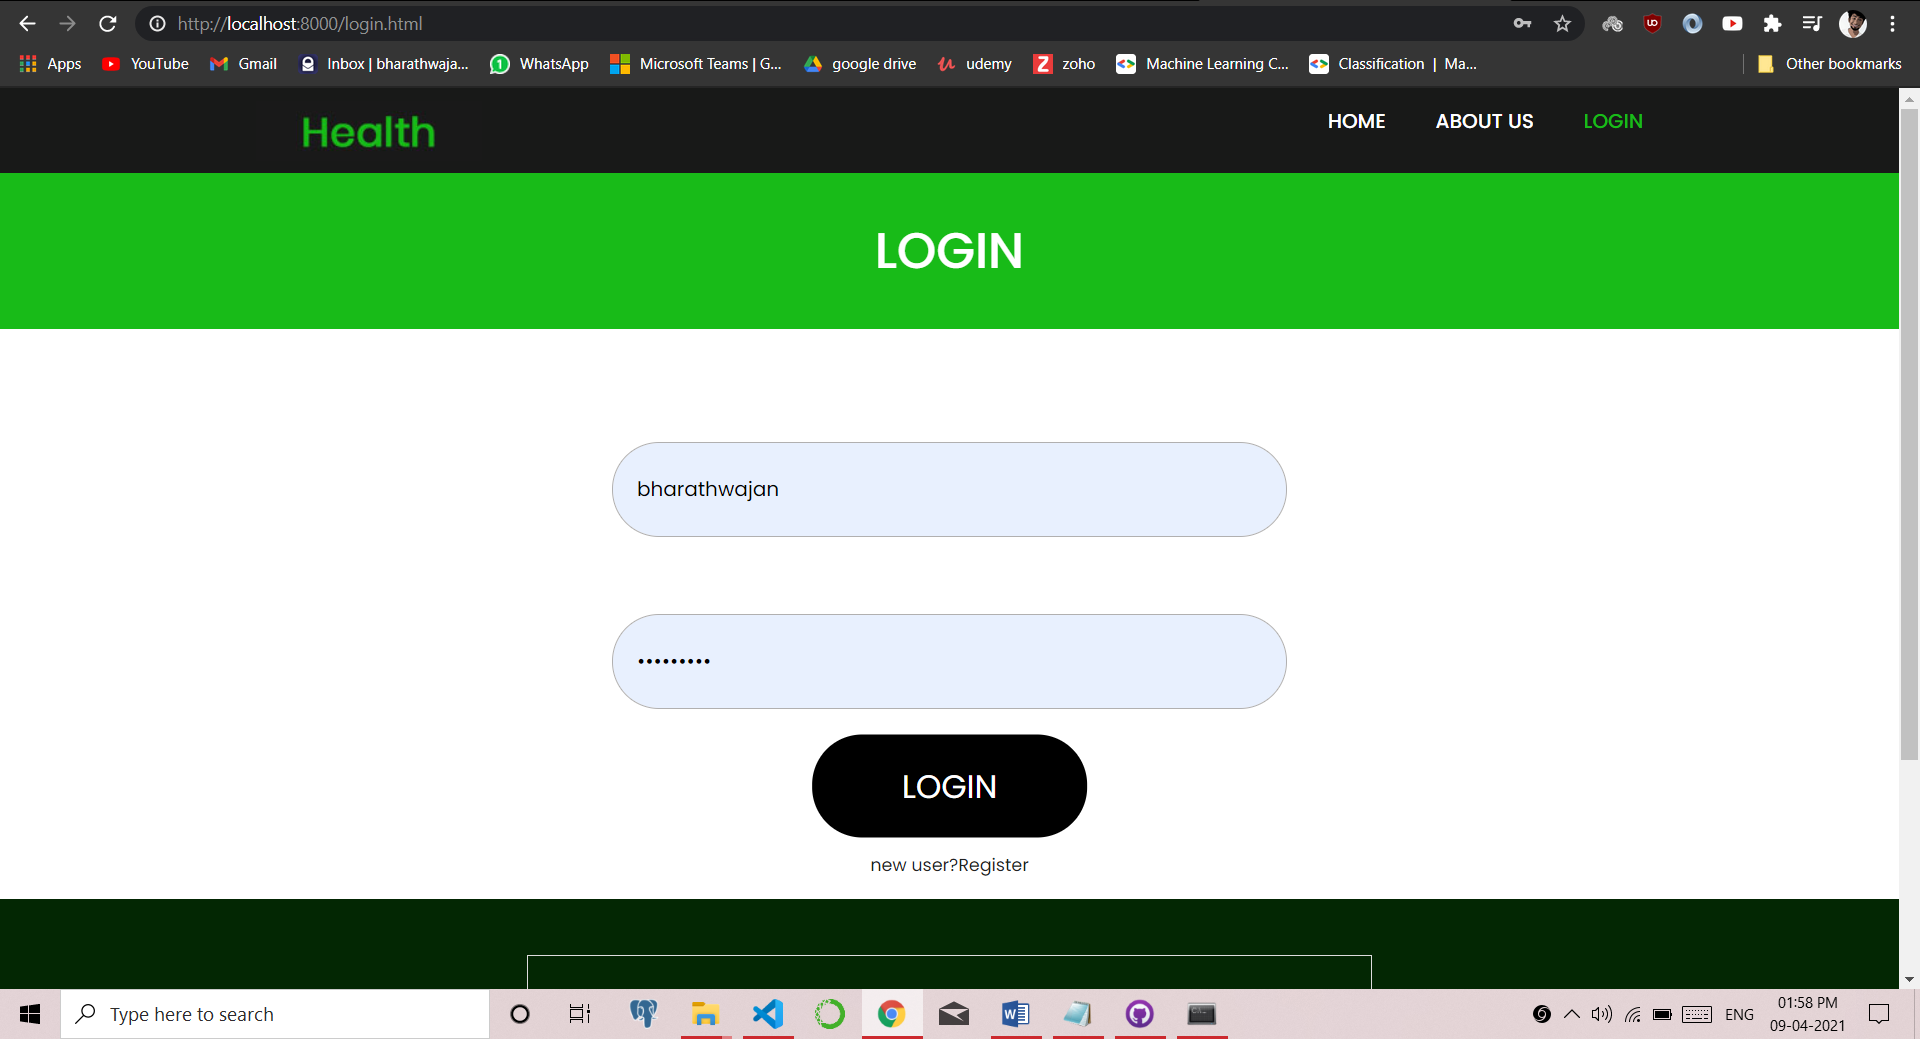 http://localhost:8000/login.html
Apps YouTube Gmail Inbox | bharathwaja... WhatsApp Microsoft Teams | G... google drive udemy zoho Machine Learning C... Classification | Ma... Other bookmarks
Health HOME ABOUT US LOGIN
LOGIN
bharathwajan
•••••••••
LOGIN
new user?Register
Type here to search ENG 01:58 PM
09-04-2021